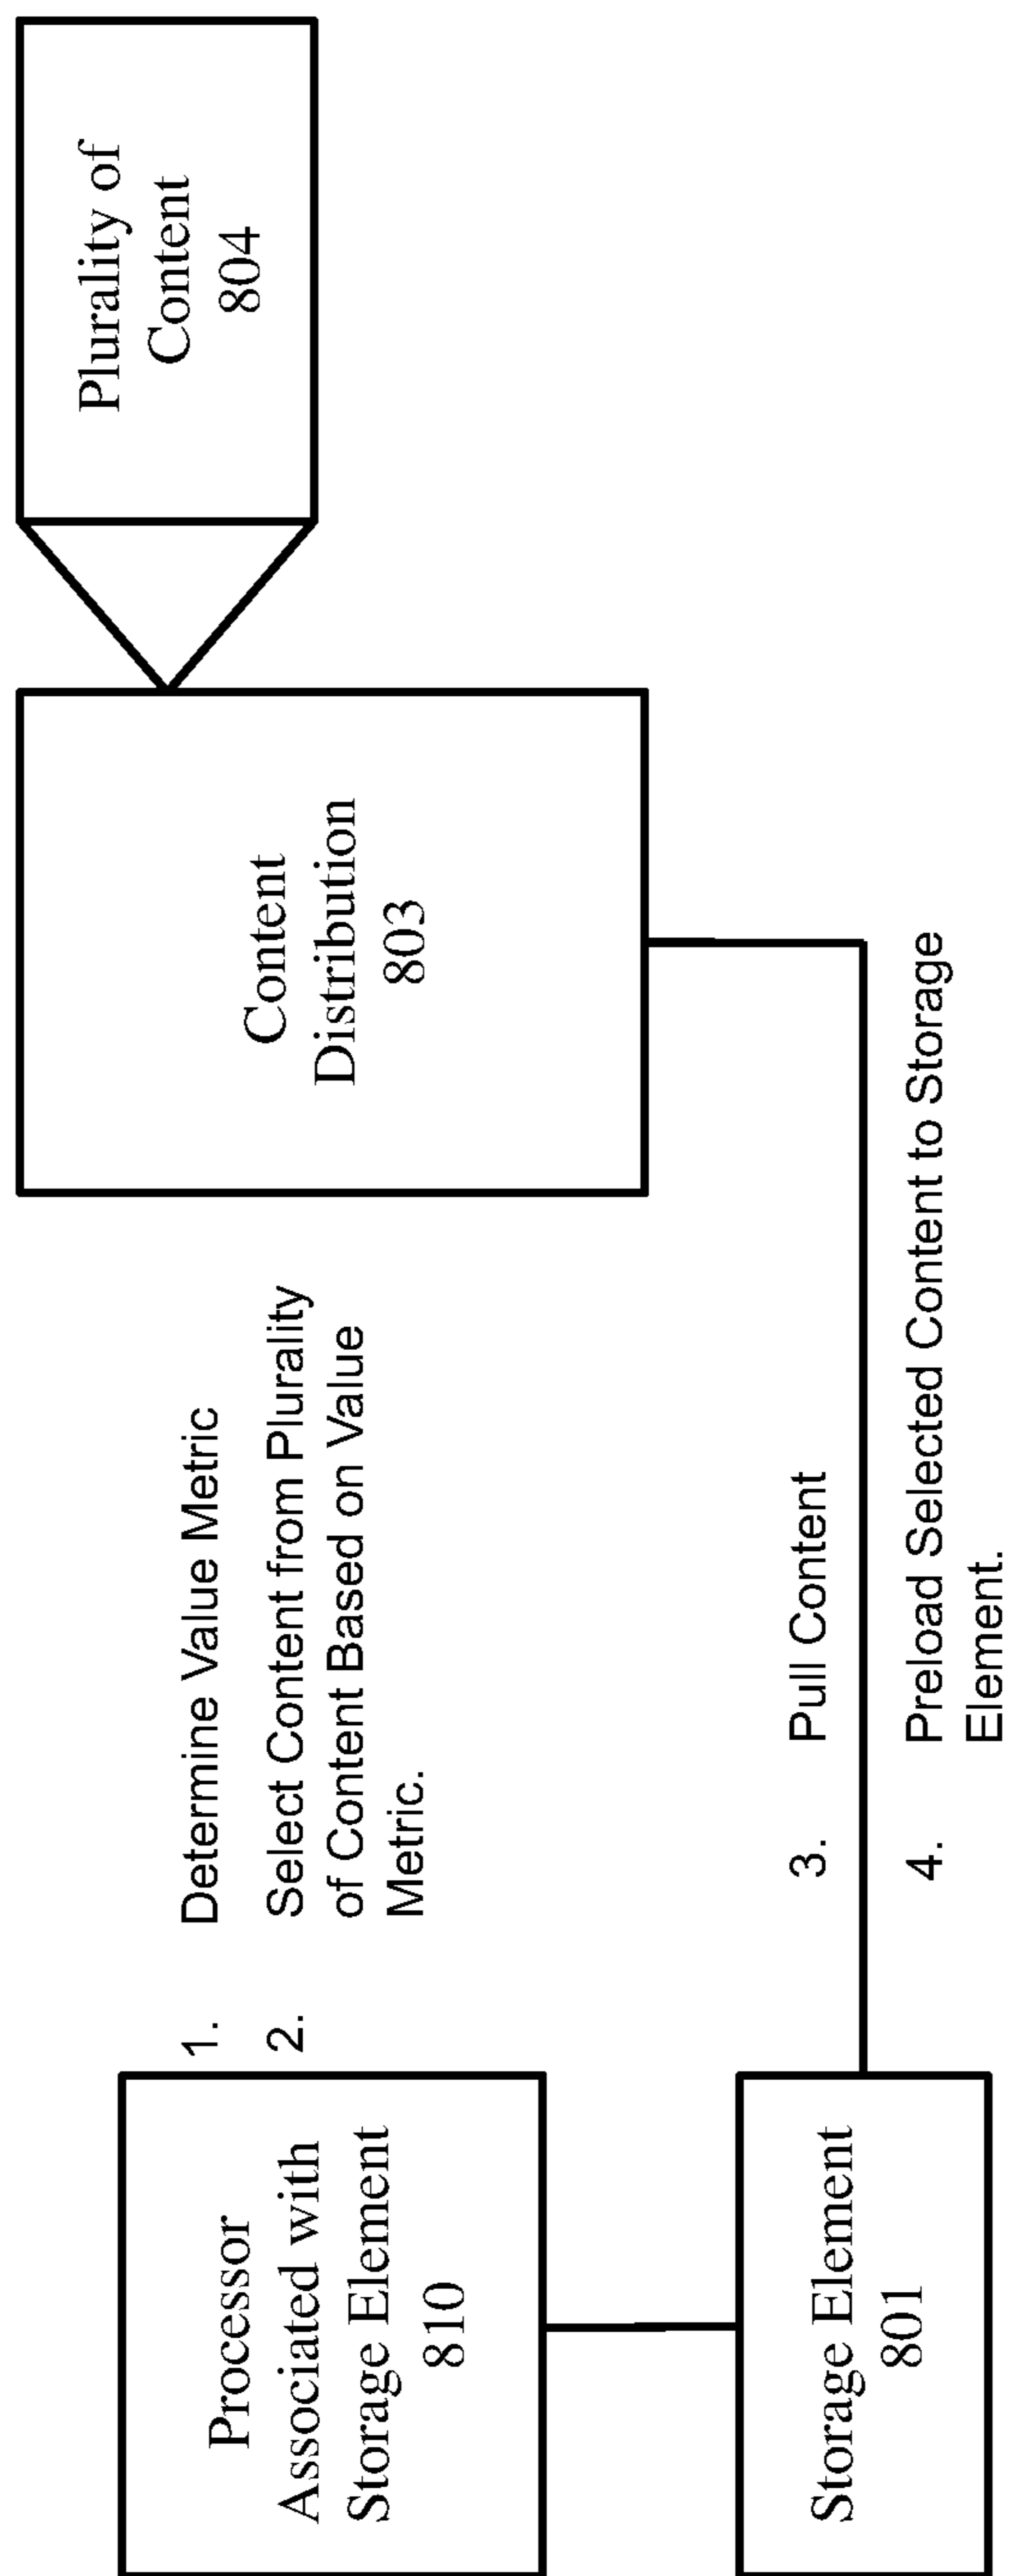 Processor
Associated with
Storage Element
810
1. Determine Value Metric
2. Select Content from Plurality
of Content Based on Value
Metric.
Content
Distribution
803
Plurality of
Content
804
Storage Element
801
3. Pull Content
4. Preload Selected Content to Storage
Element.